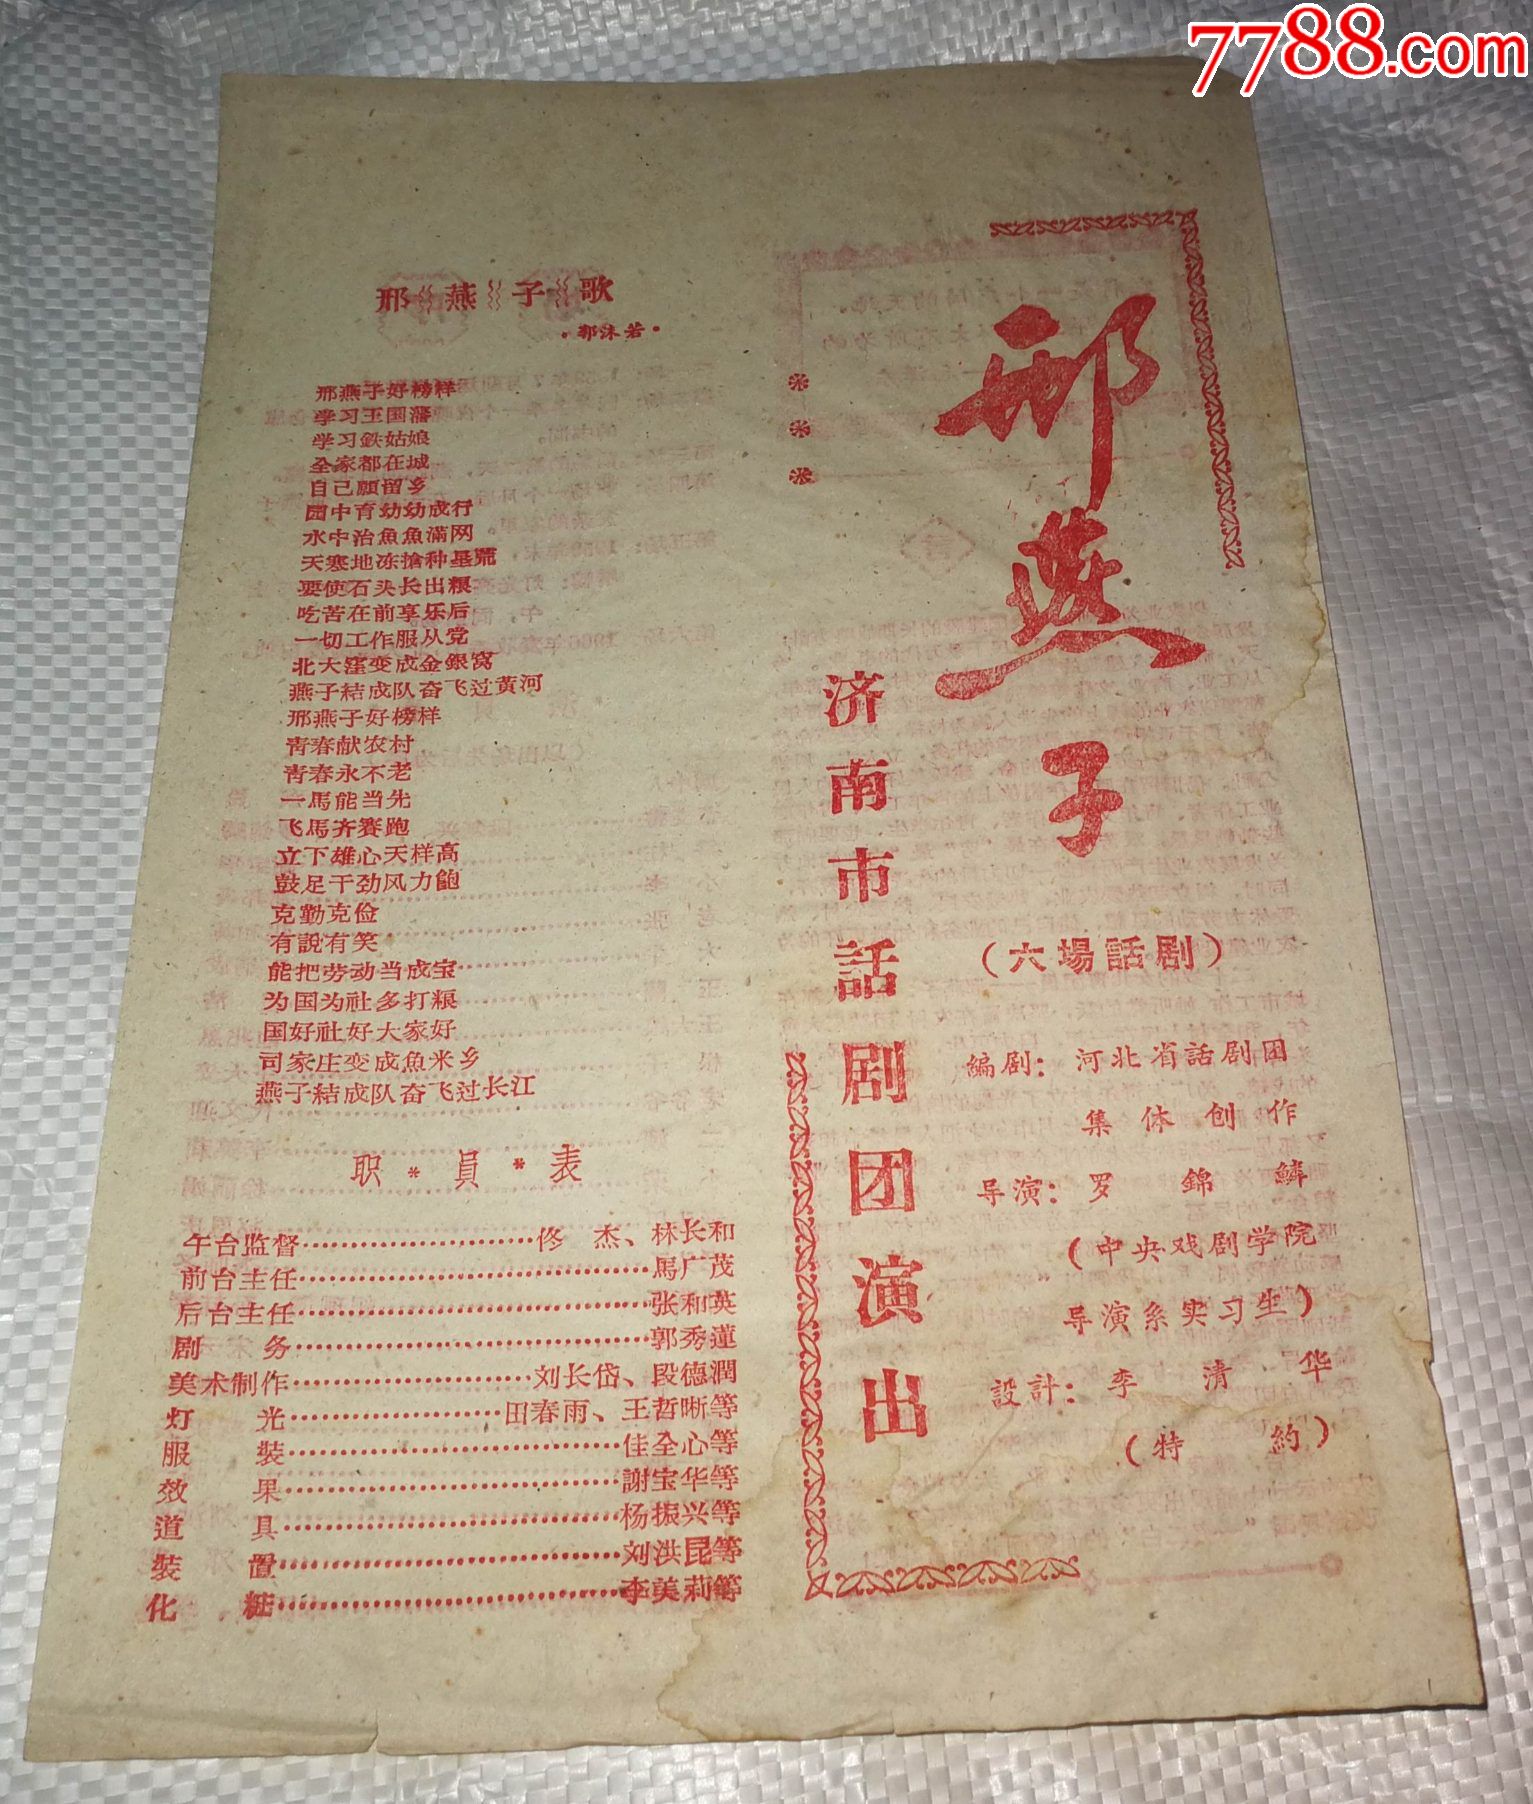 7788.com
邢燕子
(六場話剧)
济南市話剧团演出
编剧：河北省話剧团
集体创作
导演：罗錦鱗
(中央戏剧学院
导演系实习生)
設計：李清华
(特約)
邢燕子歌
·郭沫若·
邢燕子好榜样
学习王国藩
学习鉄姑娘
全家都在城
自己願留乡
园中育幼幼成行
水中治魚魚滿网
天寒地冻搶种垦荒
要使石头长出粮
吃苦在前享乐后
一切工作服从党
北大窪变成金銀窝
燕子結成队奋飞过黄河
邢燕子好榜样
青春献农村
青春永不老
一馬能当先
飞馬齐賽跑
立下雄心天样高
鼓足干劲风力飽
克勤克俭
有說有笑
能把劳动当成宝
为国为社多打粮
国好社好大家好
司家庄变成魚米乡
燕子結成队奋飞过长江
职*員*表
午台监督……………………佟 杰、林长和
前台主任……………………馬广茂
后台主任……………………张和英
剧 务……………………郭秀蓮
美术制作……………………刘长岱、段德潤
灯 光……………………田春雨、王哲晰等
服 裝……………………佳全心等
效 果……………………謝宝华等
道 具……………………杨振兴等
裝 置……………………刘洪昆等
化 粧……………………李美莉等